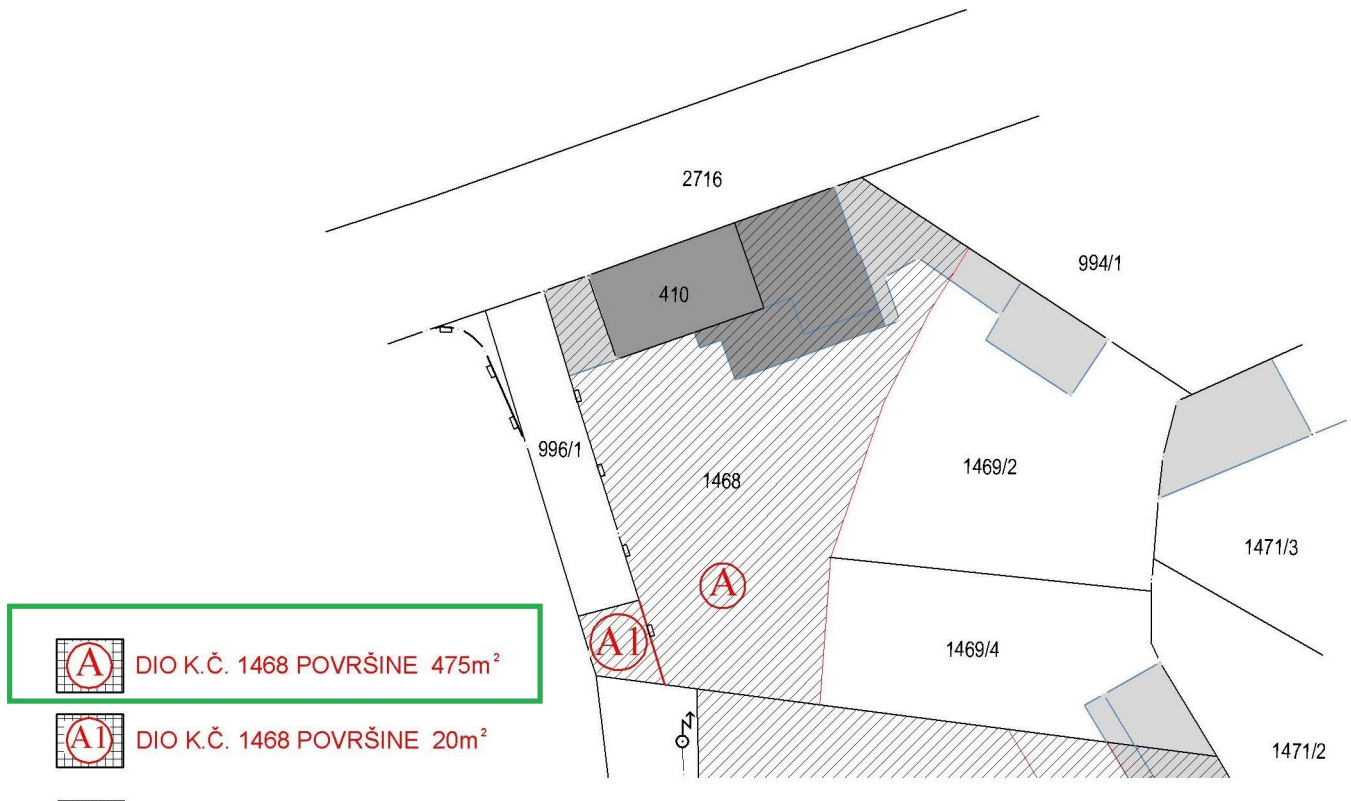 2716
994/1
410
996/1
1468
1469/2
1471/3
A
A1
1469/4
A DIO K.Č. 1468 POVRŠINE 475m²
A1 DIO K.Č. 1468 POVRŠINE 20m²
1471/2